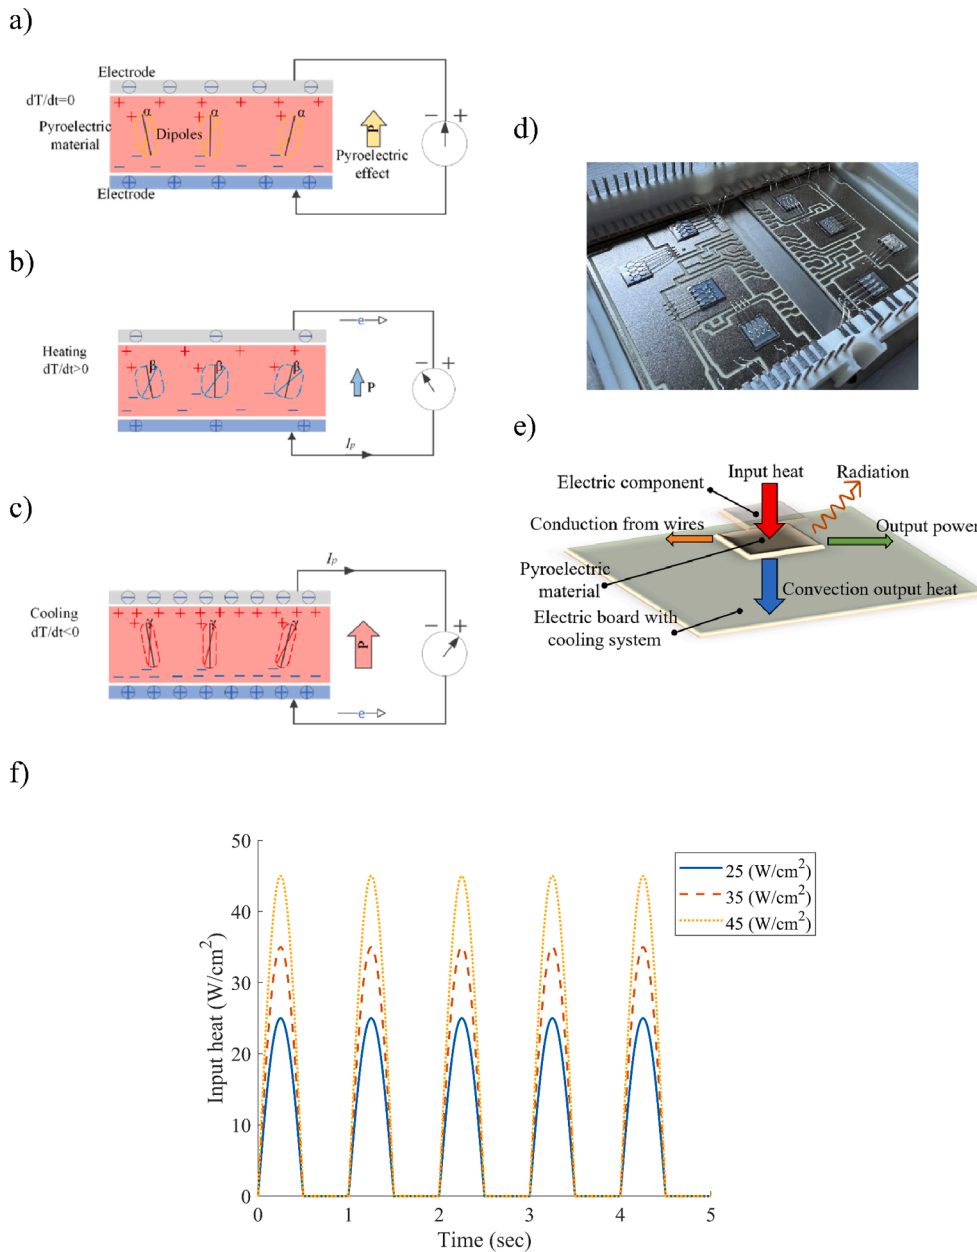 a)
Electrode
dT/dt=0
Pyroelectric
material
α α α
Dipoles
Electrode
P
Pyroelectric
effect
− +
b)
Heating
dT/dt>0
β β β
e
P
− +
Ip
c)
Cooling
dT/dt<0
Ip
P
− +
e
d)
e)
Input heat
Radiation
Electric component
Conduction from wires
Output power
Pyroelectric
material
Convection output heat
Electric board with
cooling system
f)
Input heat (W/cm²)
50
40
30
20
10
0
0 1 2 3 4 5
Time (sec)
25 (W/cm²)
35 (W/cm²)
45 (W/cm²)